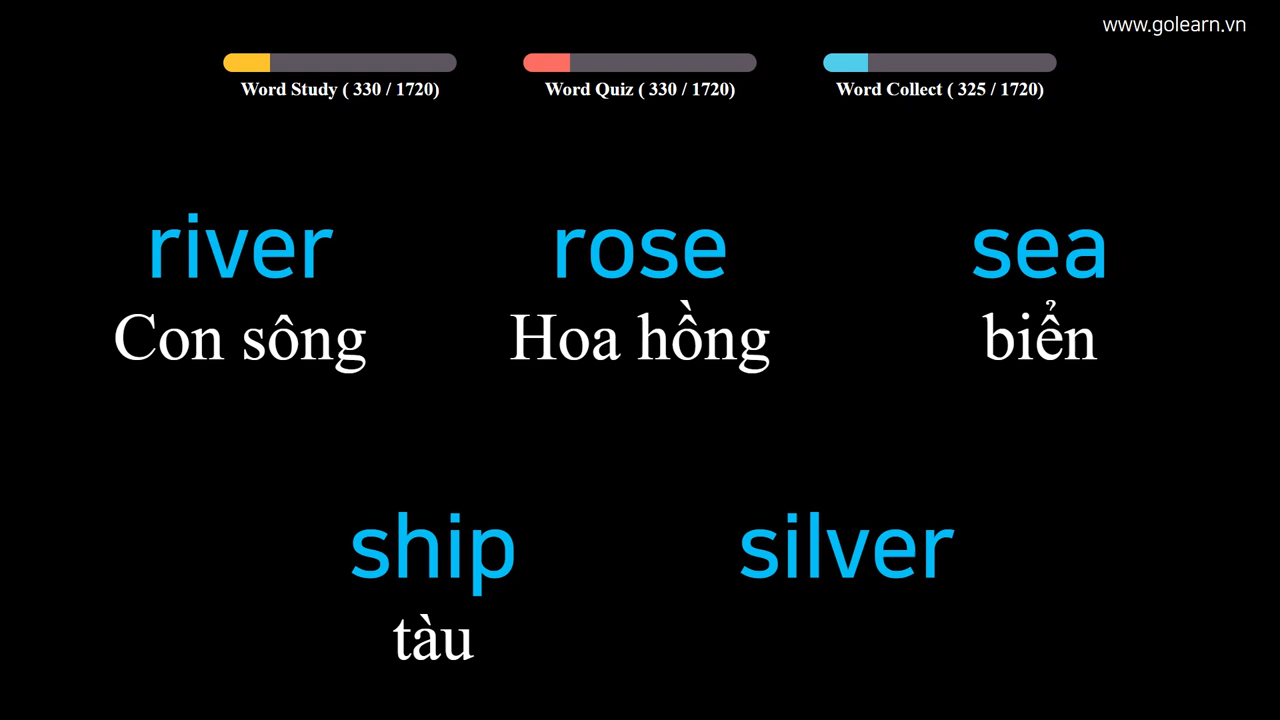 www.golearn.vn
Word Study ( 330 / 1720)
Word Quiz ( 330 / 1720)
Word Collect ( 325 / 1720)
river
rose
sea
Con sông
Hoa hồng
biển
ship
silver
tàu